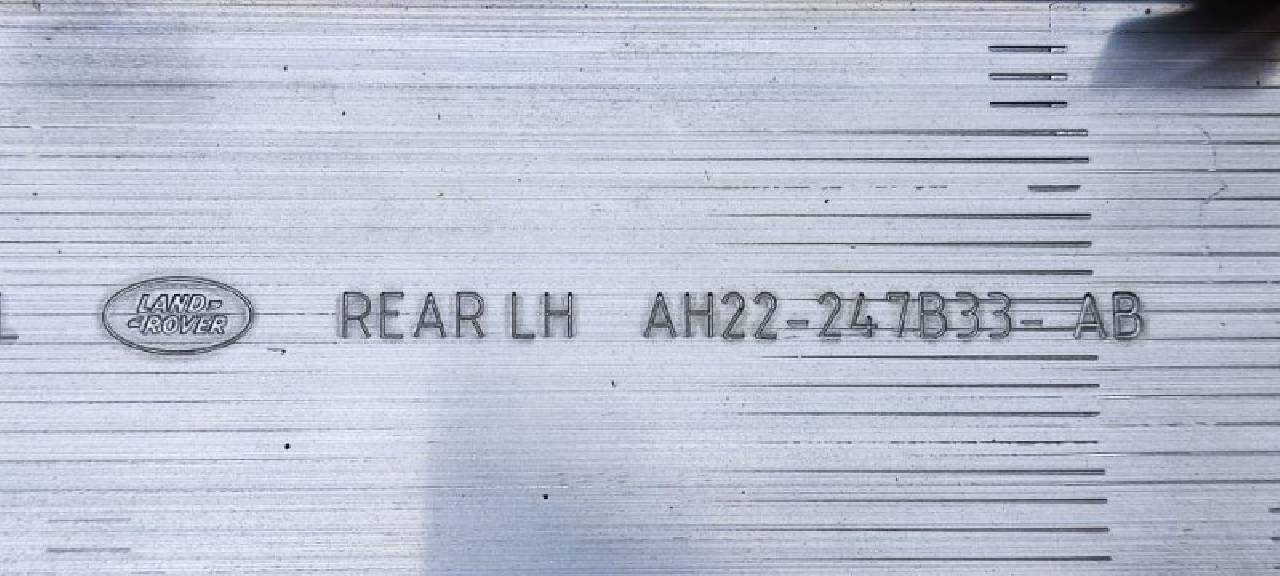 LAND-
-ROVER
REAR LH AH22-247B33-AB